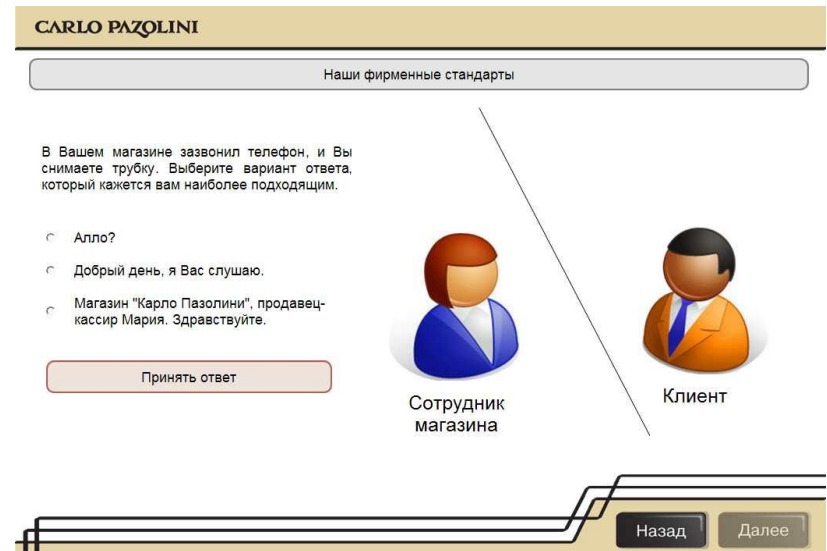 CARLO PAZOLINI
Наши фирменные стандарты
В Вашем магазине зазвонил телефон, и Вы
снимаете трубку. Выберите вариант ответа,
который кажется вам наиболее подходящим.
Алло?
Добрый день, я Вас слушаю.
Магазин "Карло Пазолини", продавец-
кассир Мария. Здравствуйте.
Принять ответ
Сотрудник
магазина
Клиент
Назад
Далее